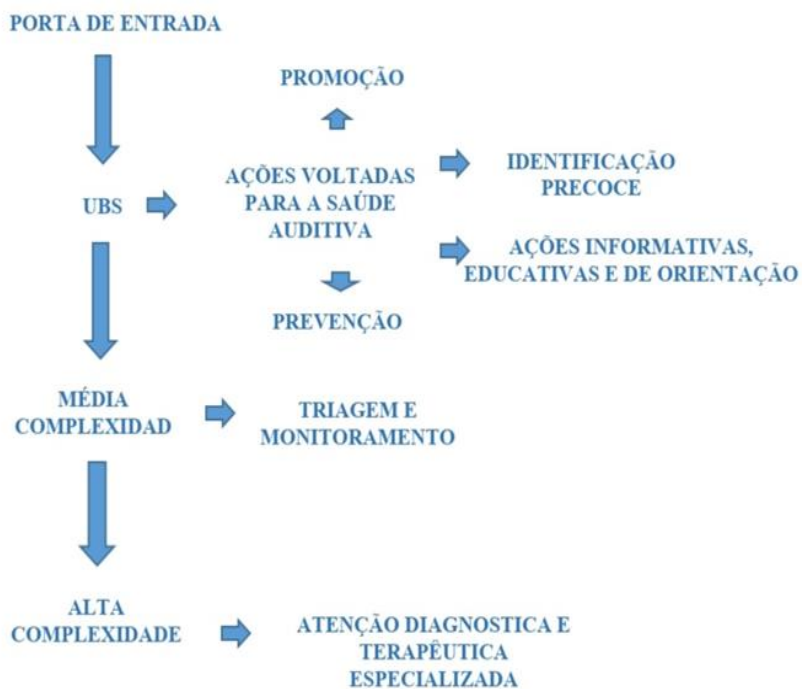 PORTA DE ENTRADA
PROMOÇÃO
UBS
AÇÕES VOLTADAS
PARA A SAÚDE
AUDITIVA
IDENTIFICAÇÃO
PRECOCE
AÇÕES INFORMATIVAS,
EDUCATIVAS E DE ORIENTAÇÃO
PREVENÇÃO
MÉDIA
COMPLEXIDAD
TRIAGEM E
MONITORAMENTO
ALTA
COMPLEXIDADE
ATENÇÃO DIAGNOSTICA E
TERAPÊUTICA
ESPECIALIZADA